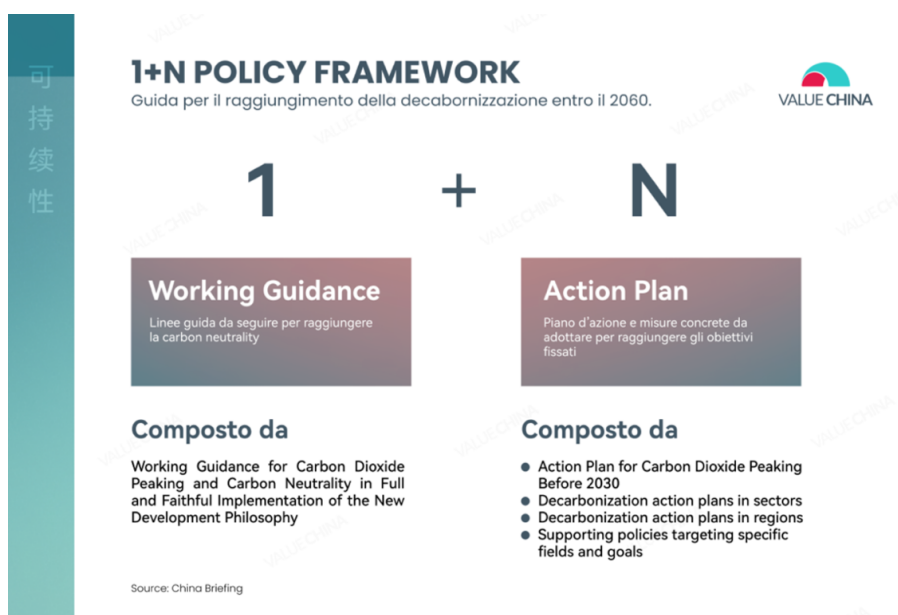 可
持
续
性
1+N POLICY FRAMEWORK
Guida per il raggiungimento della decabornizzazione entro il 2060.
VALUE CHINA
1 + N
Working Guidance
Linee guida da seguire per raggiungere
la carbon neutrality
Action Plan
Piano d'azione e misure concrete da
adottare per raggiungere gli obiettivi
fissati
Composto da
Working Guidance for Carbon Dioxide
Peaking and Carbon Neutrality in Full
and Faithful Implementation of the New
Development Philosophy
Composto da
Action Plan for Carbon Dioxide Peaking
Before 2030
Decarbonization action plans in sectors
Decarbonization action plans in regions
Supporting policies targeting specific
fields and goals
Source: China Briefing